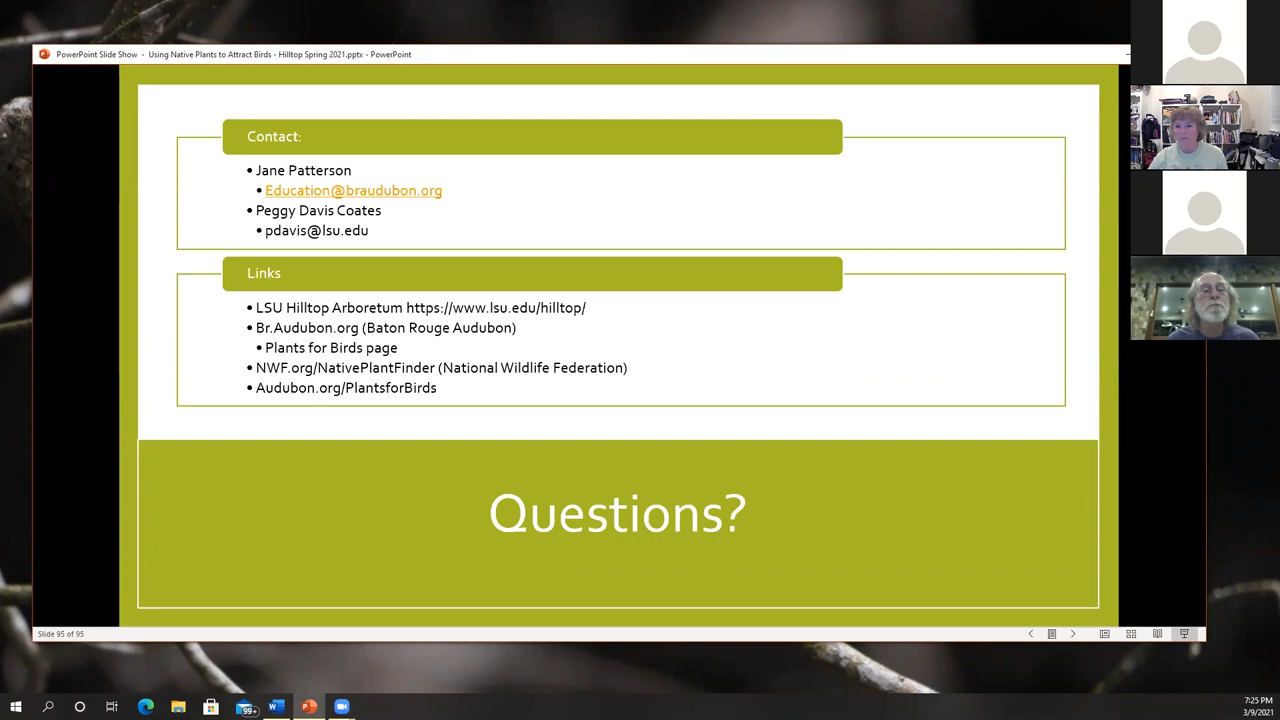 PowerPoint Slide Show - Using Native Plants to Attract Birds - Hilltop Spring 2021.pptx - PowerPoint
Contact:
• Jane Patterson
• Education@braudubon.org
• Peggy Davis Coates
• pdavis@lsu.edu
Links
• LSU Hilltop Arboretum https://www.lsu.edu/hilltop/
• Br.Audubon.org (Baton Rouge Audubon)
• Plants for Birds page
• NWF.org/NativePlantFinder (National Wildlife Federation)
• Audubon.org/PlantsforBirds
Questions?
Slide 95 of 95
99+
7:25 PM
3/9/2021